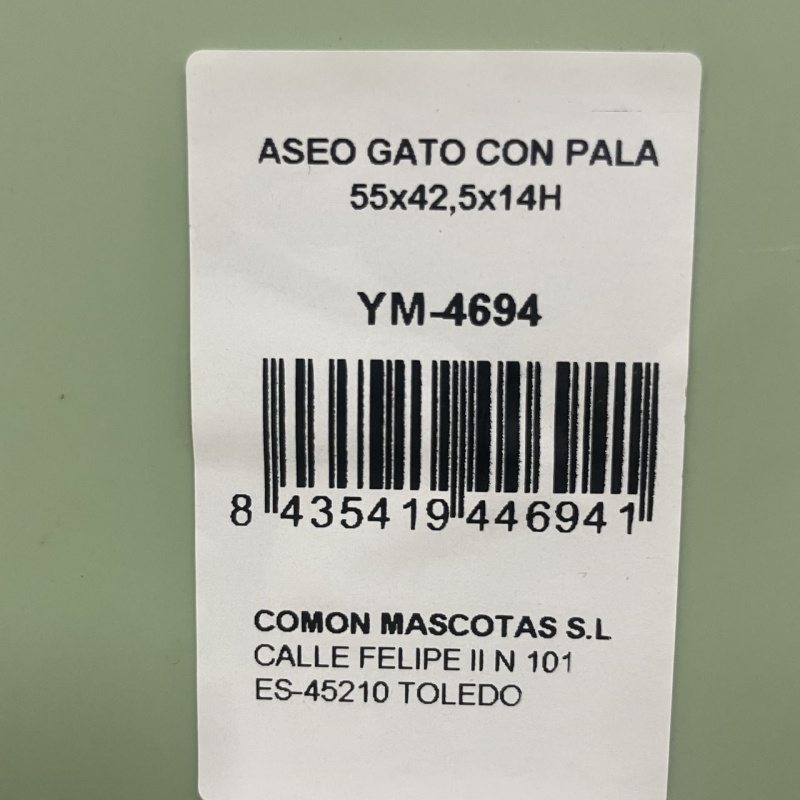 ASEO GATO CON PALA
55x42,5x14H
YM-4694
8 435419 446941
COMON MASCOTAS S.L
CALLE FELIPE II N 101
ES-45210 TOLEDO